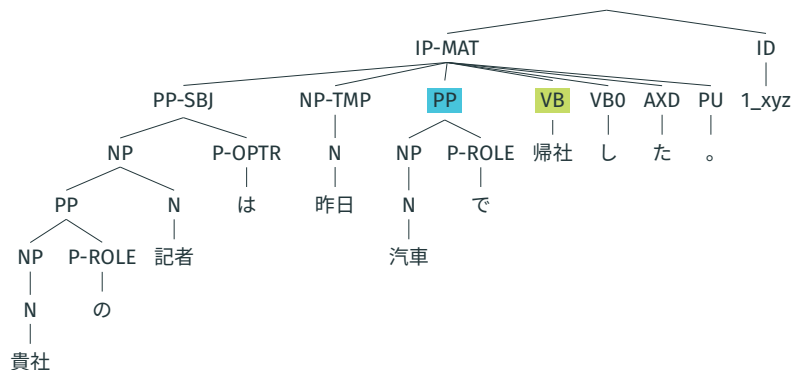 IP-MAT ID
PP-SBJ NP-TMP PP VB VB0 AXD PU 1_xyz
NP P-OPTR N NP P-ROLE 帰社 し た 。
PP N は 昨日 N で
NP P-ROLE 記者 汽車
N の
貴社